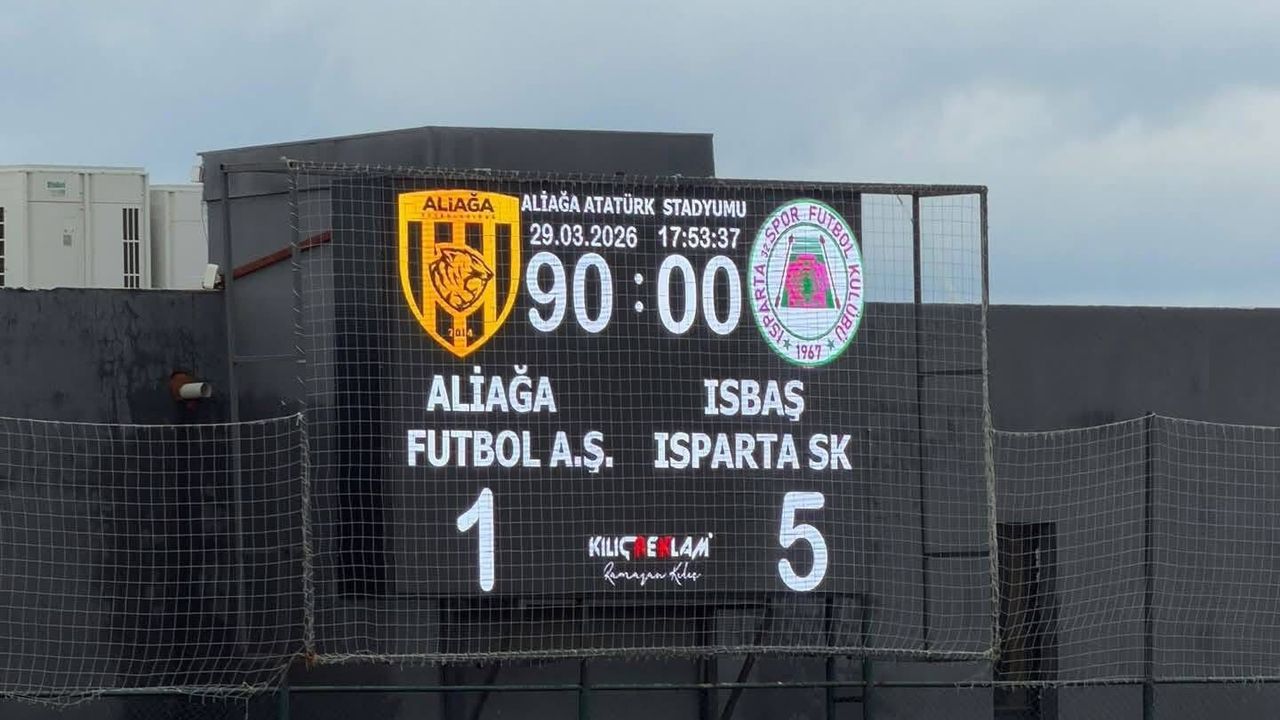 ALİAĞA
2014
ALİAĞA ATATÜRK STADYUMU
29.03.2026 17:53:37
90:00
ISPARTA 32 SPOR FUTBOL KULÜBÜ
1967
ALİAĞA
FUTBOL A.Ş.
ISBAŞ
ISPARTA SK
1
5
KILIÇREKLAM
Ramazan Kılıç